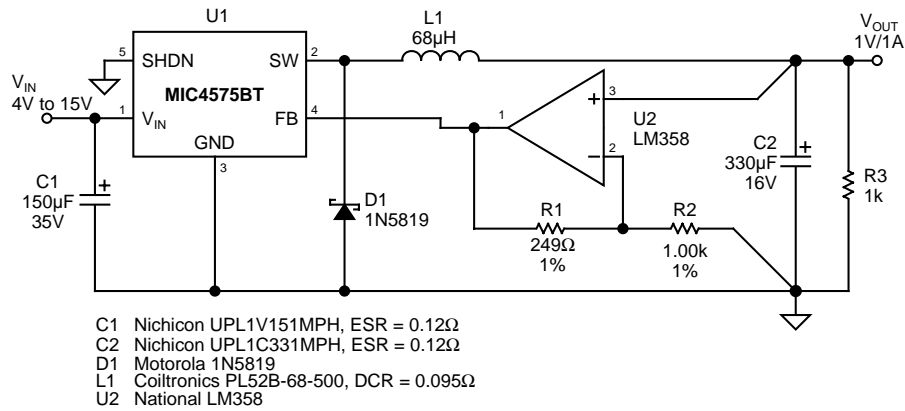 U1
L1
68µH
V_OUT
1V/1A
5
SHDN
SW
2
V_IN
4V to 15V
MIC4575BT
1
V_IN
FB
4
GND
3
1
+
3
U2
LM358
−
2
C1
150µF
35V
+
D1
1N5819
R1
249Ω
1%
R2
1.00k
1%
C2
330µF
16V
+
R3
1k
C1 Nichicon UPL1V151MPH, ESR = 0.12Ω
C2 Nichicon UPL1C331MPH, ESR = 0.12Ω
D1 Motorola 1N5819
L1 Coiltronics PL52B-68-500, DCR = 0.095Ω
U2 National LM358